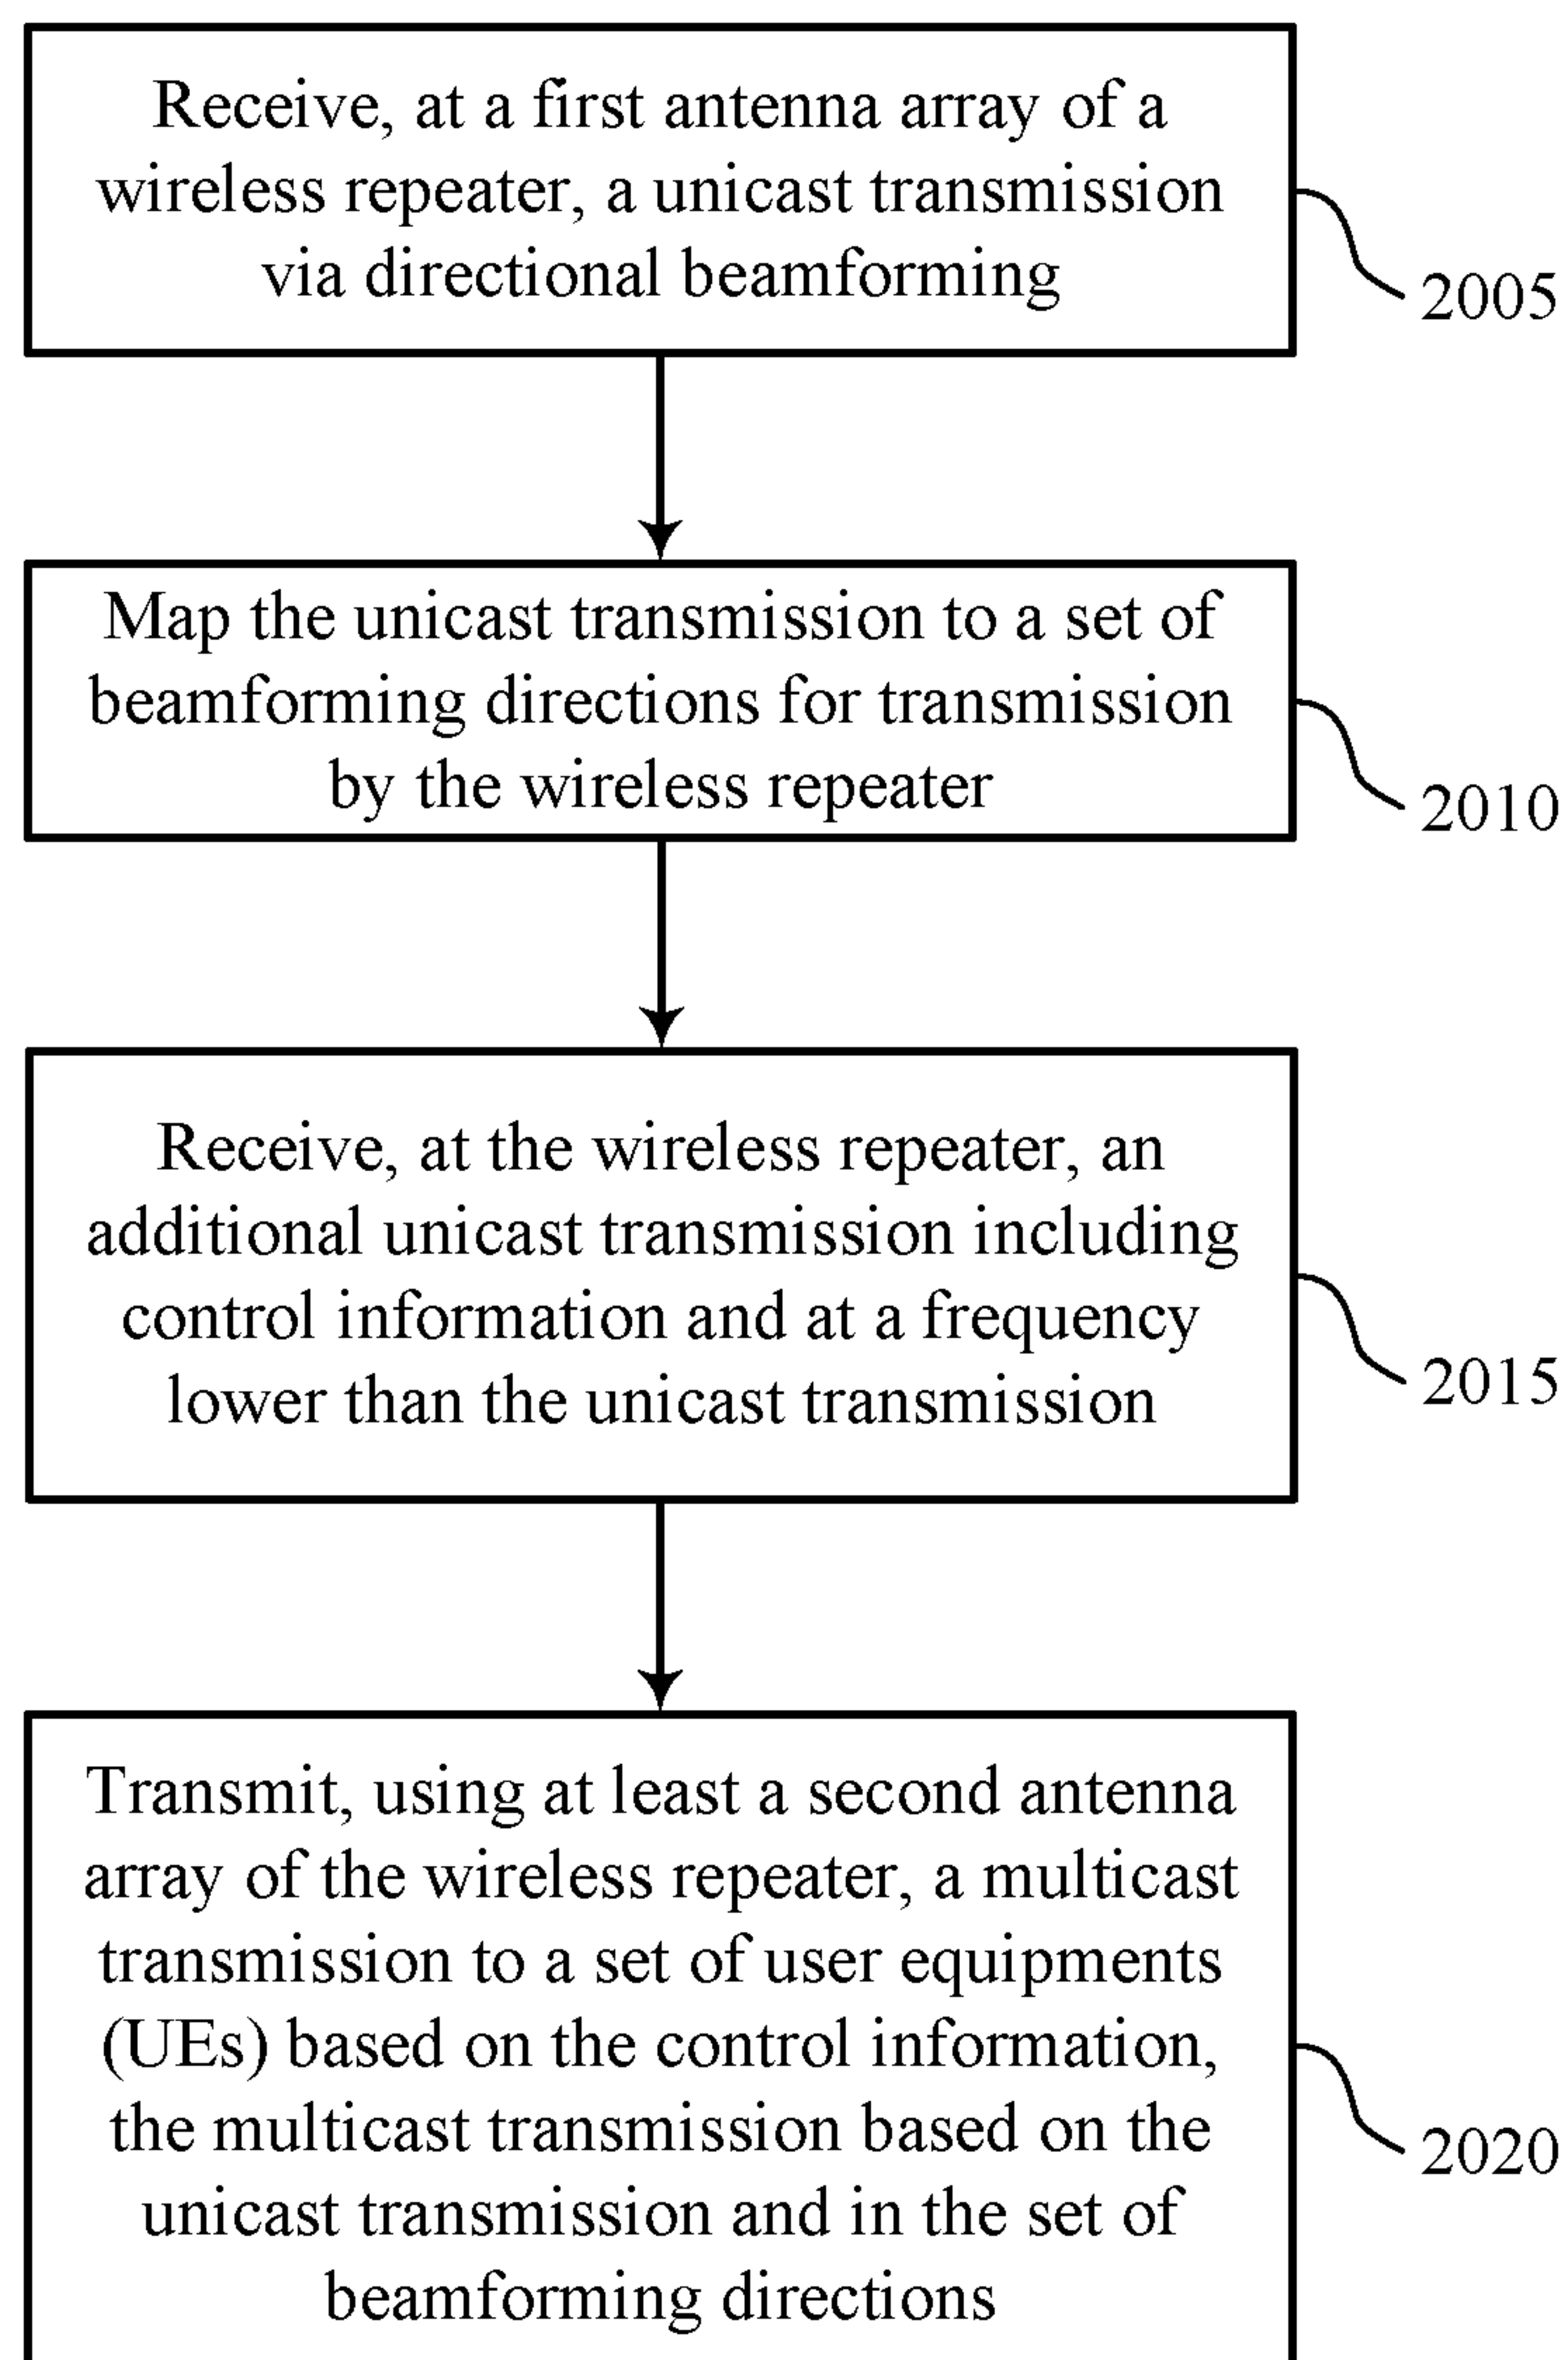 Receive, at a first antenna array of a
wireless repeater, a unicast transmission
via directional beamforming
2005
Map the unicast transmission to a set of
beamforming directions for transmission
by the wireless repeater
2010
Receive, at the wireless repeater, an
additional unicast transmission including
control information and at a frequency
lower than the unicast transmission
2015
Transmit, using at least a second antenna
array of the wireless repeater, a multicast
transmission to a set of user equipments
(UEs) based on the control information,
the multicast transmission based on the
unicast transmission and in the set of
beamforming directions
2020